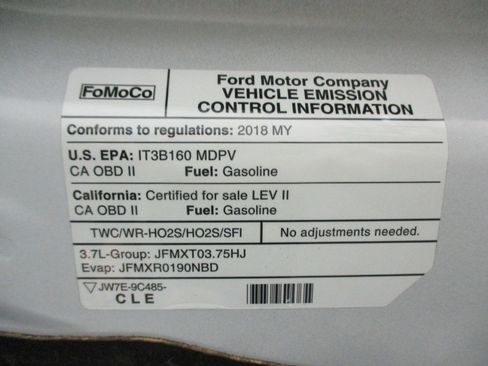 FoMoCo
Ford Motor Company
VEHICLE EMISSION
CONTROL INFORMATION
Conforms to regulations: 2018 MY
U.S. EPA: IT3B160 MDPV
CA OBD II Fuel: Gasoline
California: Certified for sale LEV II
CA OBD II Fuel: Gasoline
TWC/WR-HO2S/HO2S/SFI No adjustments needed.
3.7L-Group: JFMXT03.75HJ
Evap: JFMXR0190NBD
JW7E-9C485-
C L E